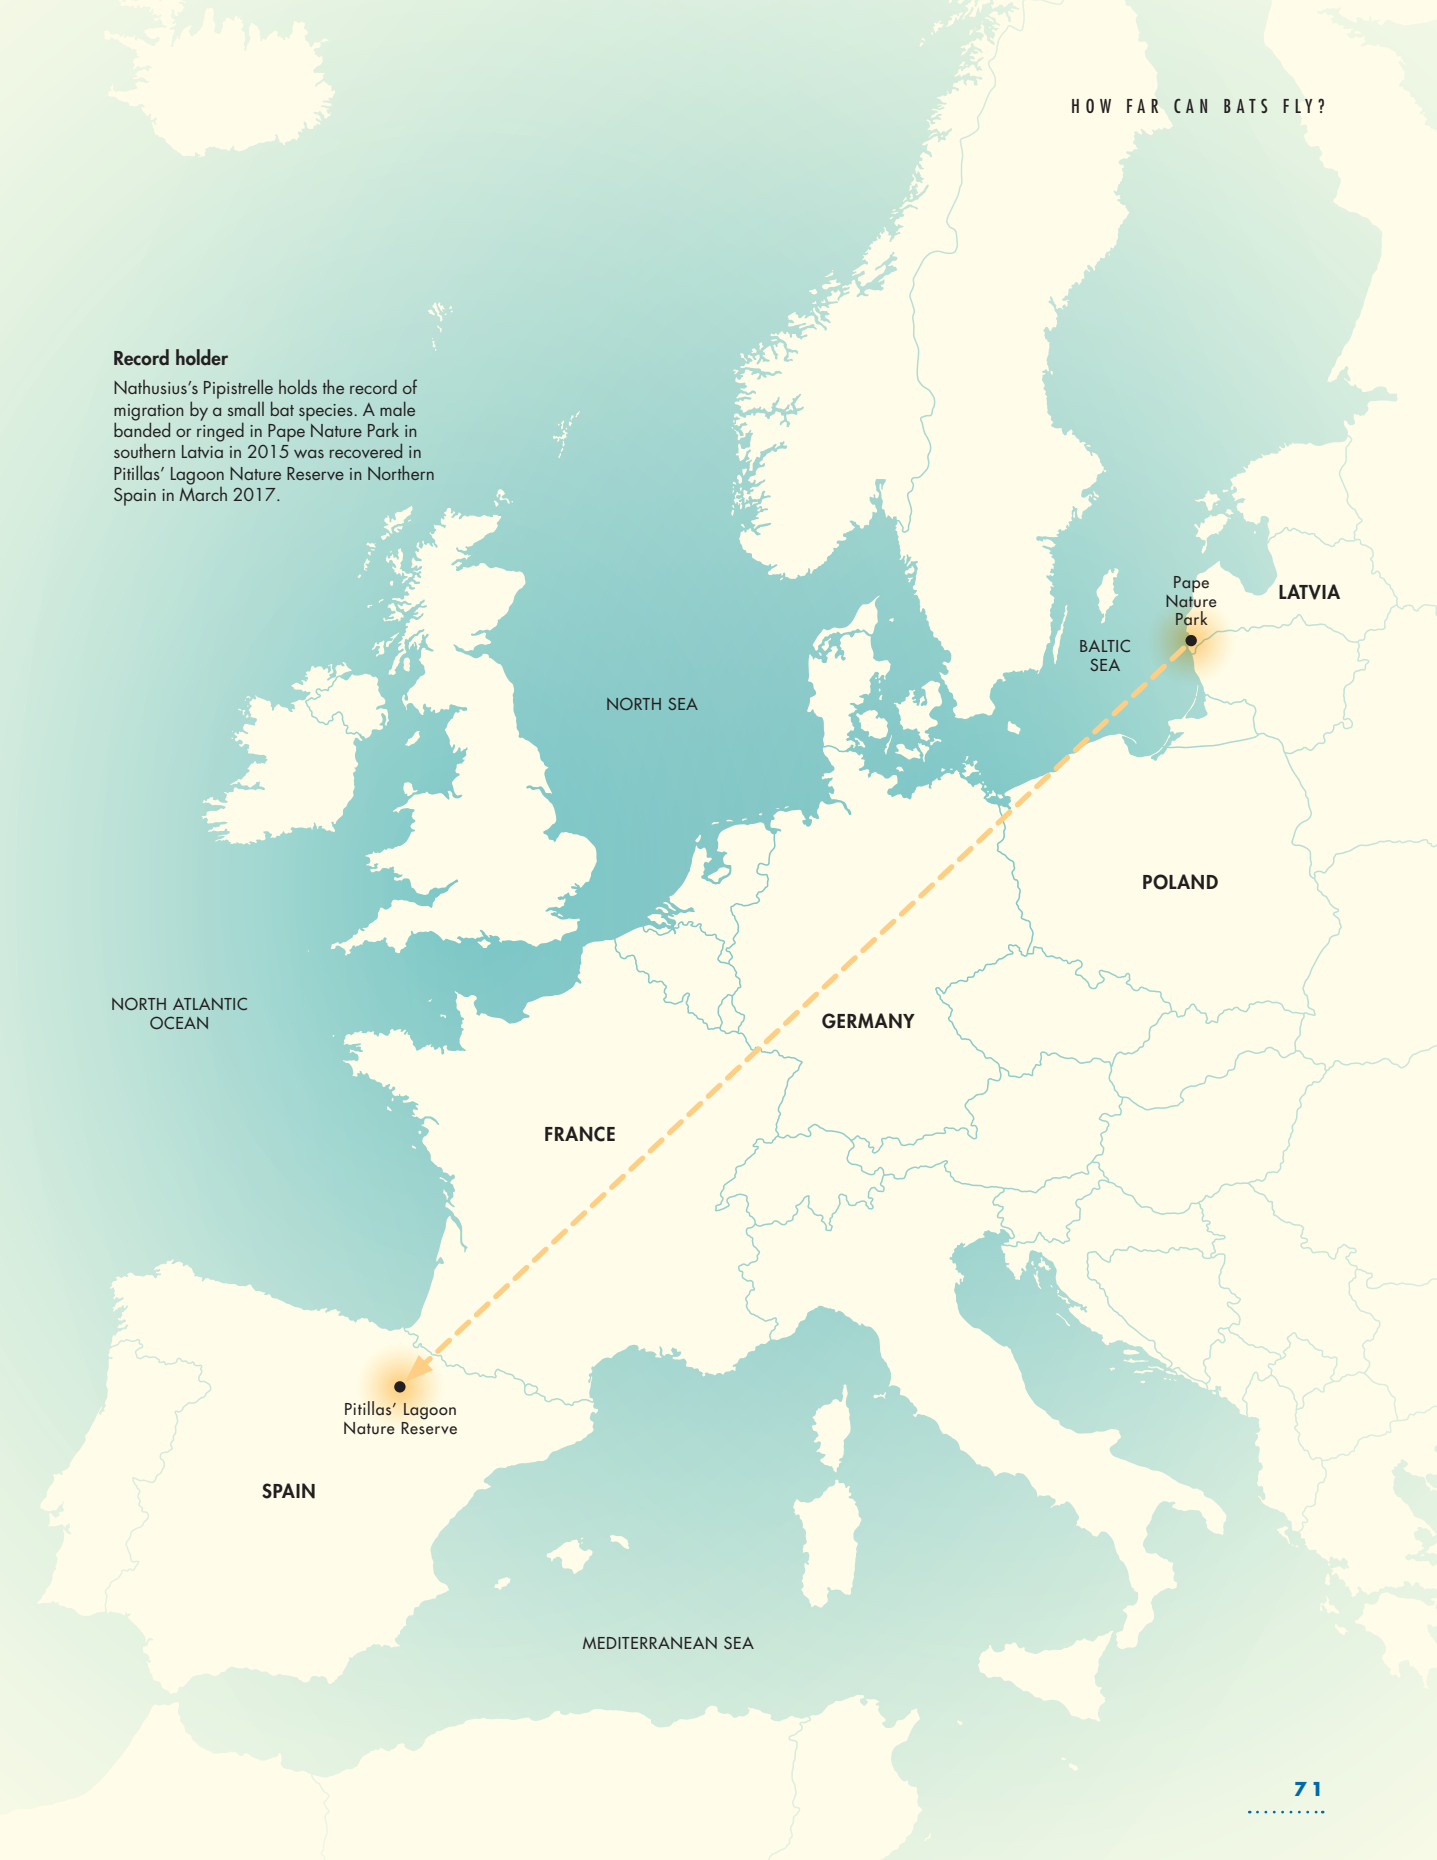 HOW FAR CAN BATS FLY?
Record holder
Nathusius’s Pipistrelle holds the record of
migration by a small bat species. A male
banded or ringed in Pape Nature Park in
southern Latvia in 2015 was recovered in
Pitillas’ Lagoon Nature Reserve in Northern
Spain in March 2017.
Pape
Nature
Park
LATVIA
BALTIC
SEA
NORTH SEA
POLAND
NORTH ATLANTIC
OCEAN
GERMANY
FRANCE
Pitillas’ Lagoon
Nature Reserve
SPAIN
MEDITERRANEAN SEA
71